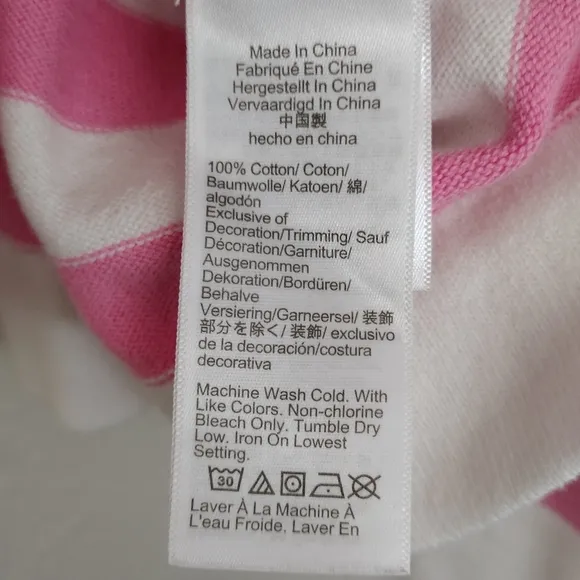 Made In China
Fabriqué En Chine
Hergestellt In China
Vervaardigd In China
中国製
hecho en china
100% Cotton/ Coton/
Baumwolle/ Katoen/ 綿/
algodón
Exclusive of
Decoration/Trimming/ Sauf
Décoration/Garniture/
Ausgenommen
Dekoration/Bordüren/
Behalve
Versiering/Garneersel/ 装飾
部分を除く/ 装飾/ exclusivo
de la decoración/costura
decorativa
Machine Wash Cold. With
Like Colors. Non-chlorine
Bleach Only. Tumble Dry
Low. Iron On Lowest
Setting.
30
Laver À La Machine À
L'eau Froide. Laver En